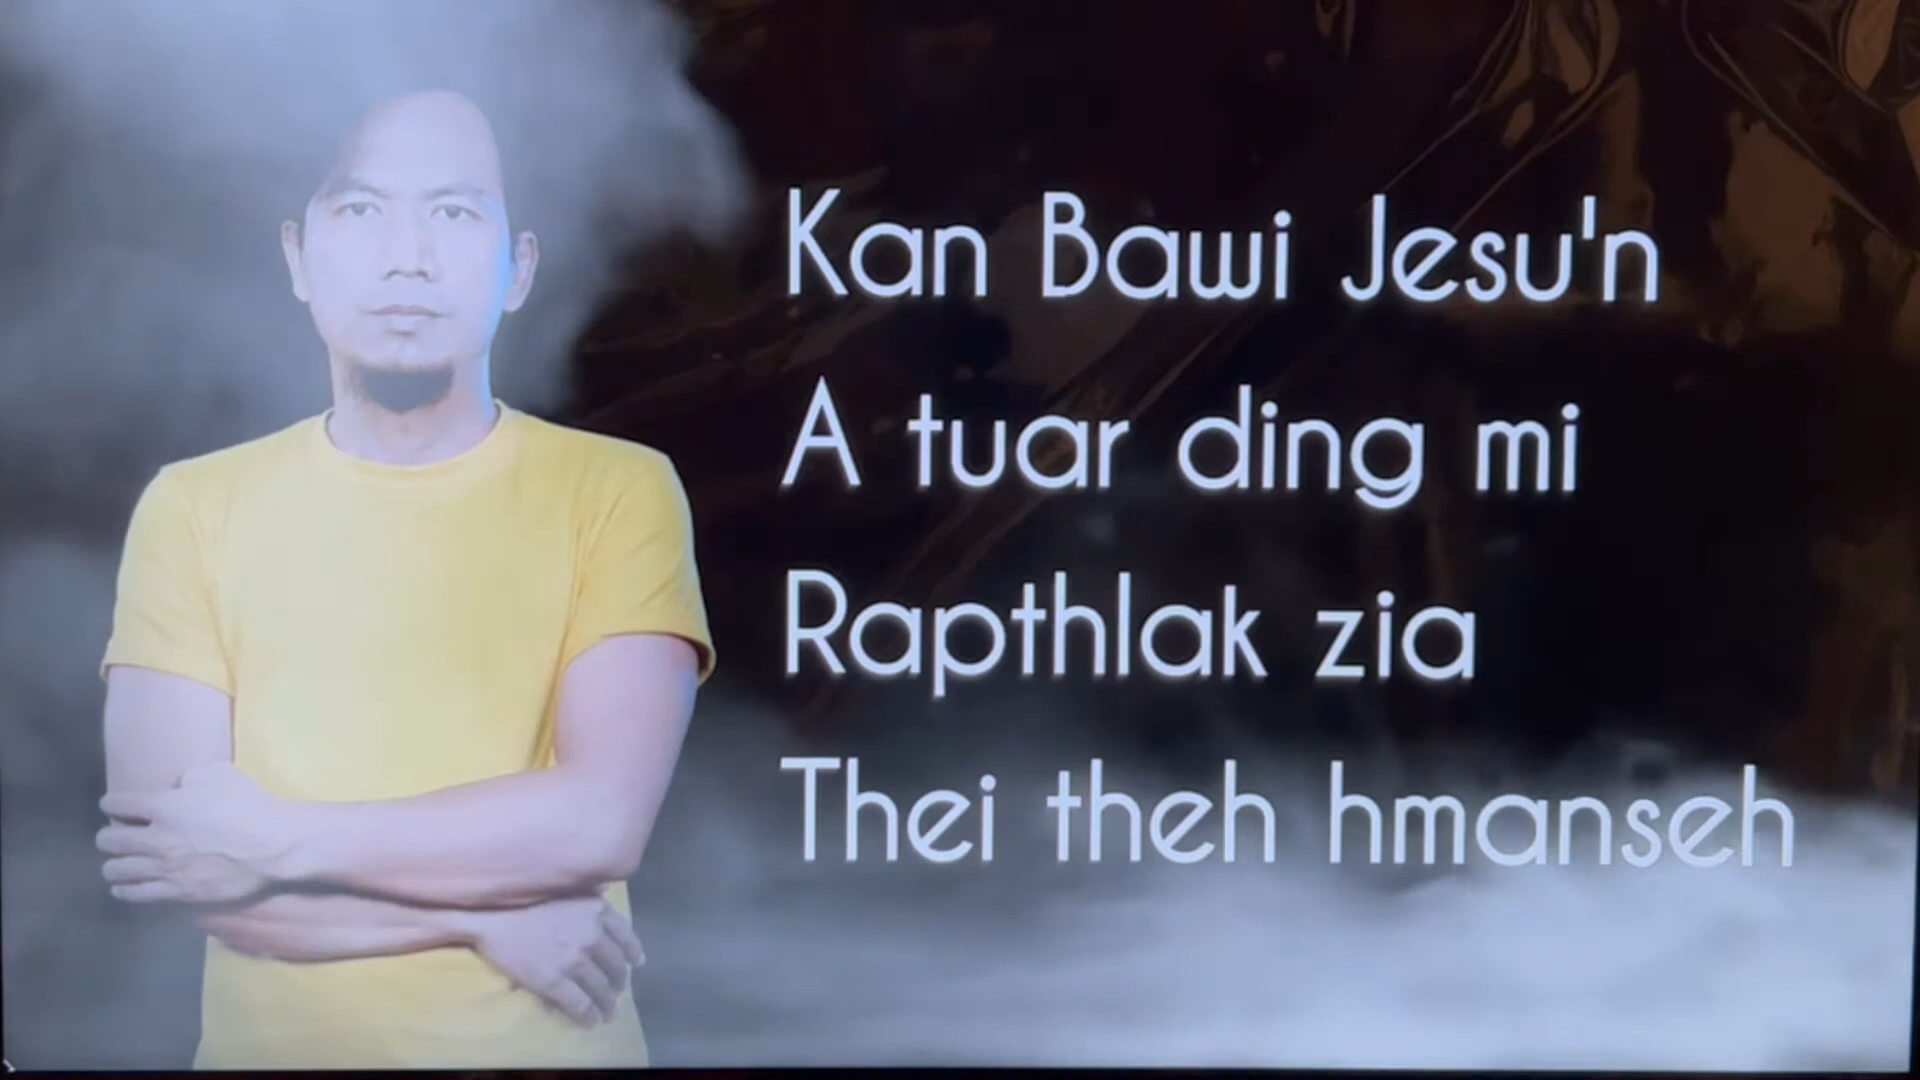 Kan Bawi Jesu'n
A tuar ding mi
Rapthlak zia
Thei theh hmanseh